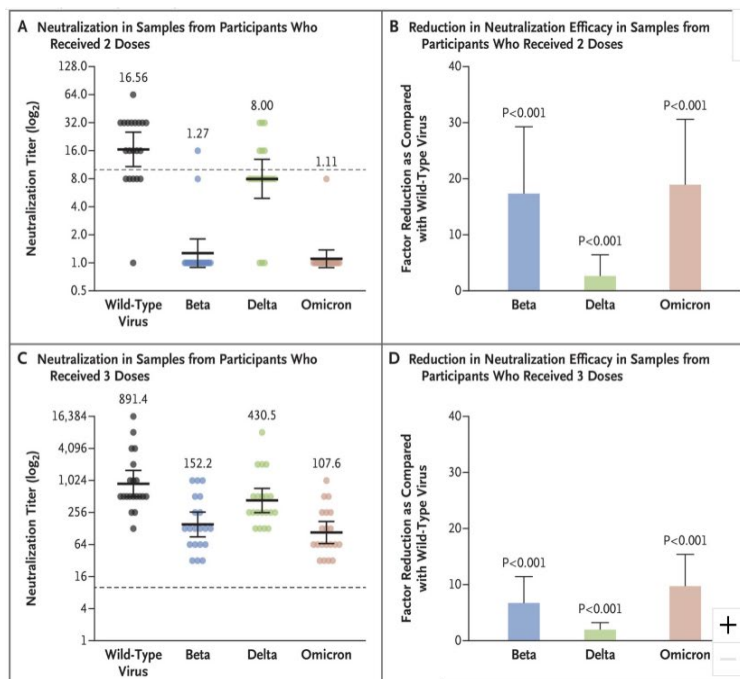 A Neutralization in Samples from Participants Who
Received 2 Doses
Neutralization Titer (log₂)
128.0
64.0
32.0
16.0
8.0
4.0
2.0
1.0
0.5
16.56
1.27
8.00
1.11
Wild-Type
Virus
Beta
Delta
Omicron
B Reduction in Neutralization Efficacy in Samples from
Participants Who Received 2 Doses
Factor Reduction as Compared
with Wild-Type Virus
40
30
20
10
0
P<0.001
P<0.001
P<0.001
Beta
Delta
Omicron
C Neutralization in Samples from Participants Who
Received 3 Doses
Neutralization Titer (log₂)
16,384
4,096
1,024
256
64
16
4
1
891.4
152.2
430.5
107.6
Wild-Type
Virus
Beta
Delta
Omicron
D Reduction in Neutralization Efficacy in Samples from
Participants Who Received 3 Doses
Factor Reduction as Compared
with Wild-Type Virus
40
30
20
10
0
P<0.001
P<0.001
P<0.001
Beta
Delta
Omicron
+
−